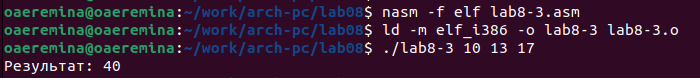 oaeremina@oaeremina:~/work/arch-pc/lab08$ nasm -f elf lab8-3.asm
oaeremina@oaeremina:~/work/arch-pc/lab08$ ld -m elf_i386 -o lab8-3 lab8-3.o
oaeremina@oaeremina:~/work/arch-pc/lab08$ ./lab8-3 10 13 17
Результат: 40